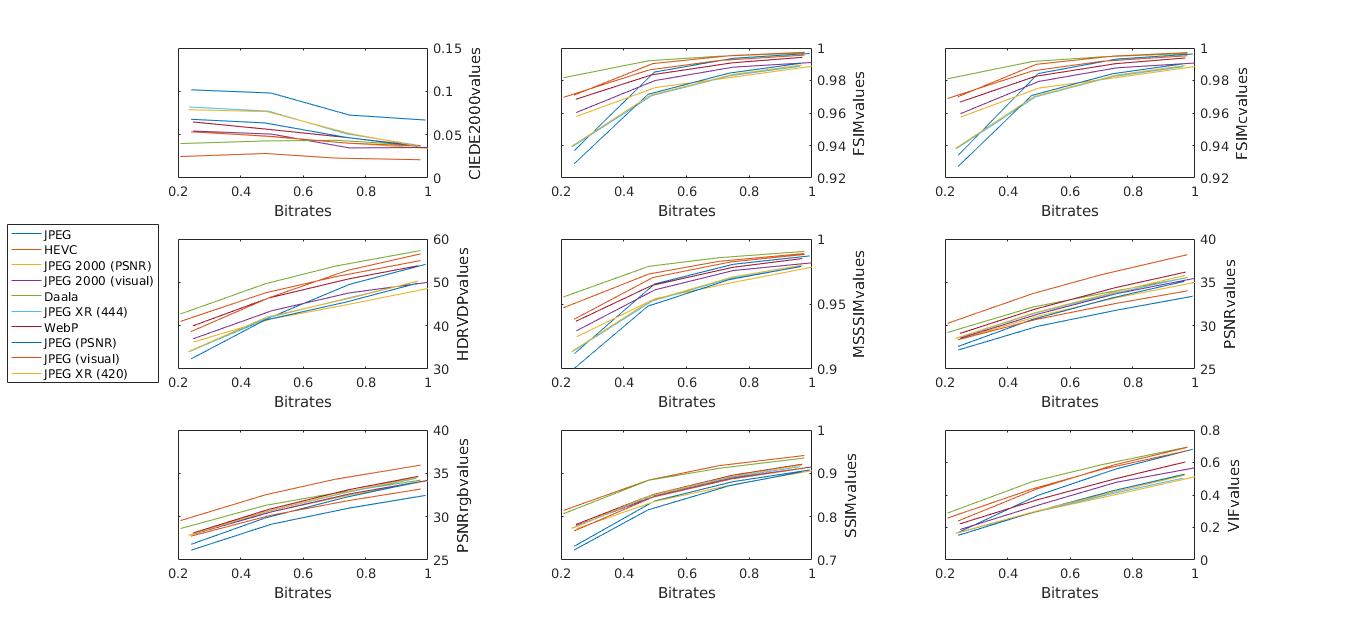 0.15
0.1
0.05
0
CIEDE2000values
0.2 0.4 0.6 0.8 1
Bitrates
1
0.98
0.96
0.94
0.92
FSIMvalues
0.2 0.4 0.6 0.8 1
Bitrates
1
0.98
0.96
0.94
0.92
FSIMcvalues
0.2 0.4 0.6 0.8 1
Bitrates
JPEG
HEVC
JPEG 2000 (PSNR)
JPEG 2000 (visual)
Daala
JPEG XR (444)
WebP
JPEG (PSNR)
JPEG (visual)
JPEG XR (420)
60
50
40
30
HDRVDPvalues
0.2 0.4 0.6 0.8 1
Bitrates
1
0.95
0.9
MSSSIMvalues
0.2 0.4 0.6 0.8 1
Bitrates
40
35
30
25
PSNRvalues
0.2 0.4 0.6 0.8 1
Bitrates
40
35
30
25
PSNRrgbvalues
0.2 0.4 0.6 0.8 1
Bitrates
1
0.9
0.8
0.7
SSIMvalues
0.2 0.4 0.6 0.8 1
Bitrates
0.8
0.6
0.4
0.2
0
VIFvalues
0.2 0.4 0.6 0.8 1
Bitrates